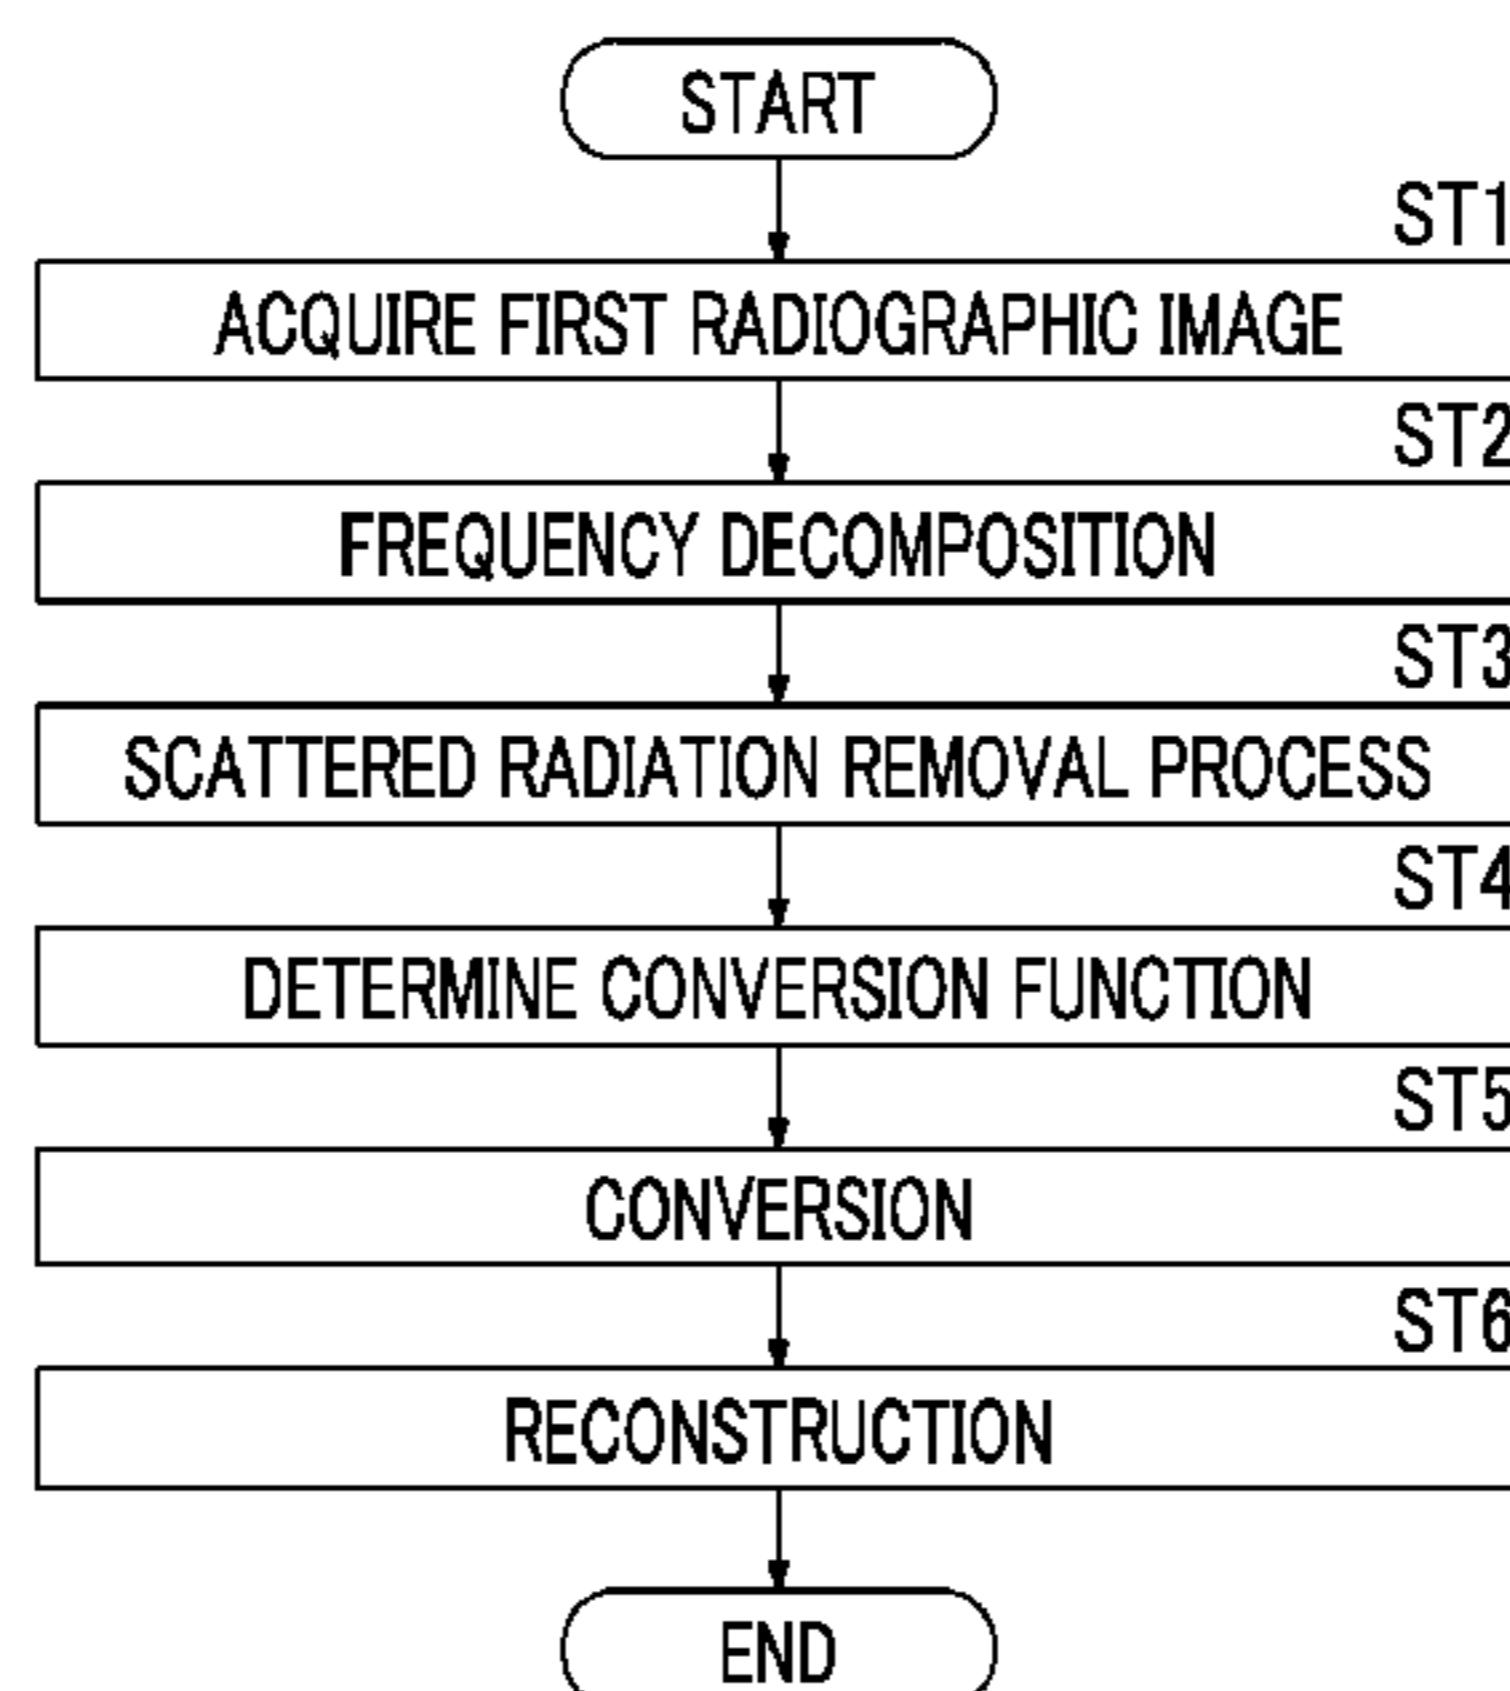 START
ST1
ACQUIRE FIRST RADIOGRAPHIC IMAGE
ST2
FREQUENCY DECOMPOSITION
ST3
SCATTERED RADIATION REMOVAL PROCESS
ST4
DETERMINE CONVERSION FUNCTION
ST5
CONVERSION
ST6
RECONSTRUCTION
END